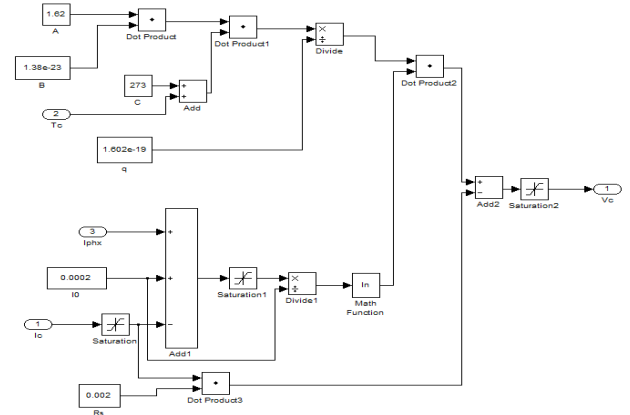 1.62
A
Dot Product
Dot Product1
×
÷
Divide
1.38e-23
B
Dot Product2
273
C
+
+
Add
2
Tc
1.602e-19
q
+
−
Add2
Saturation2
1
Vc
3
Iphx
+
0.0002
I0
+
Saturation1
×
÷
Divide1
ln
Math
Function
1
Ic
Saturation
−
Add1
0.002
Rs
Dot Product3